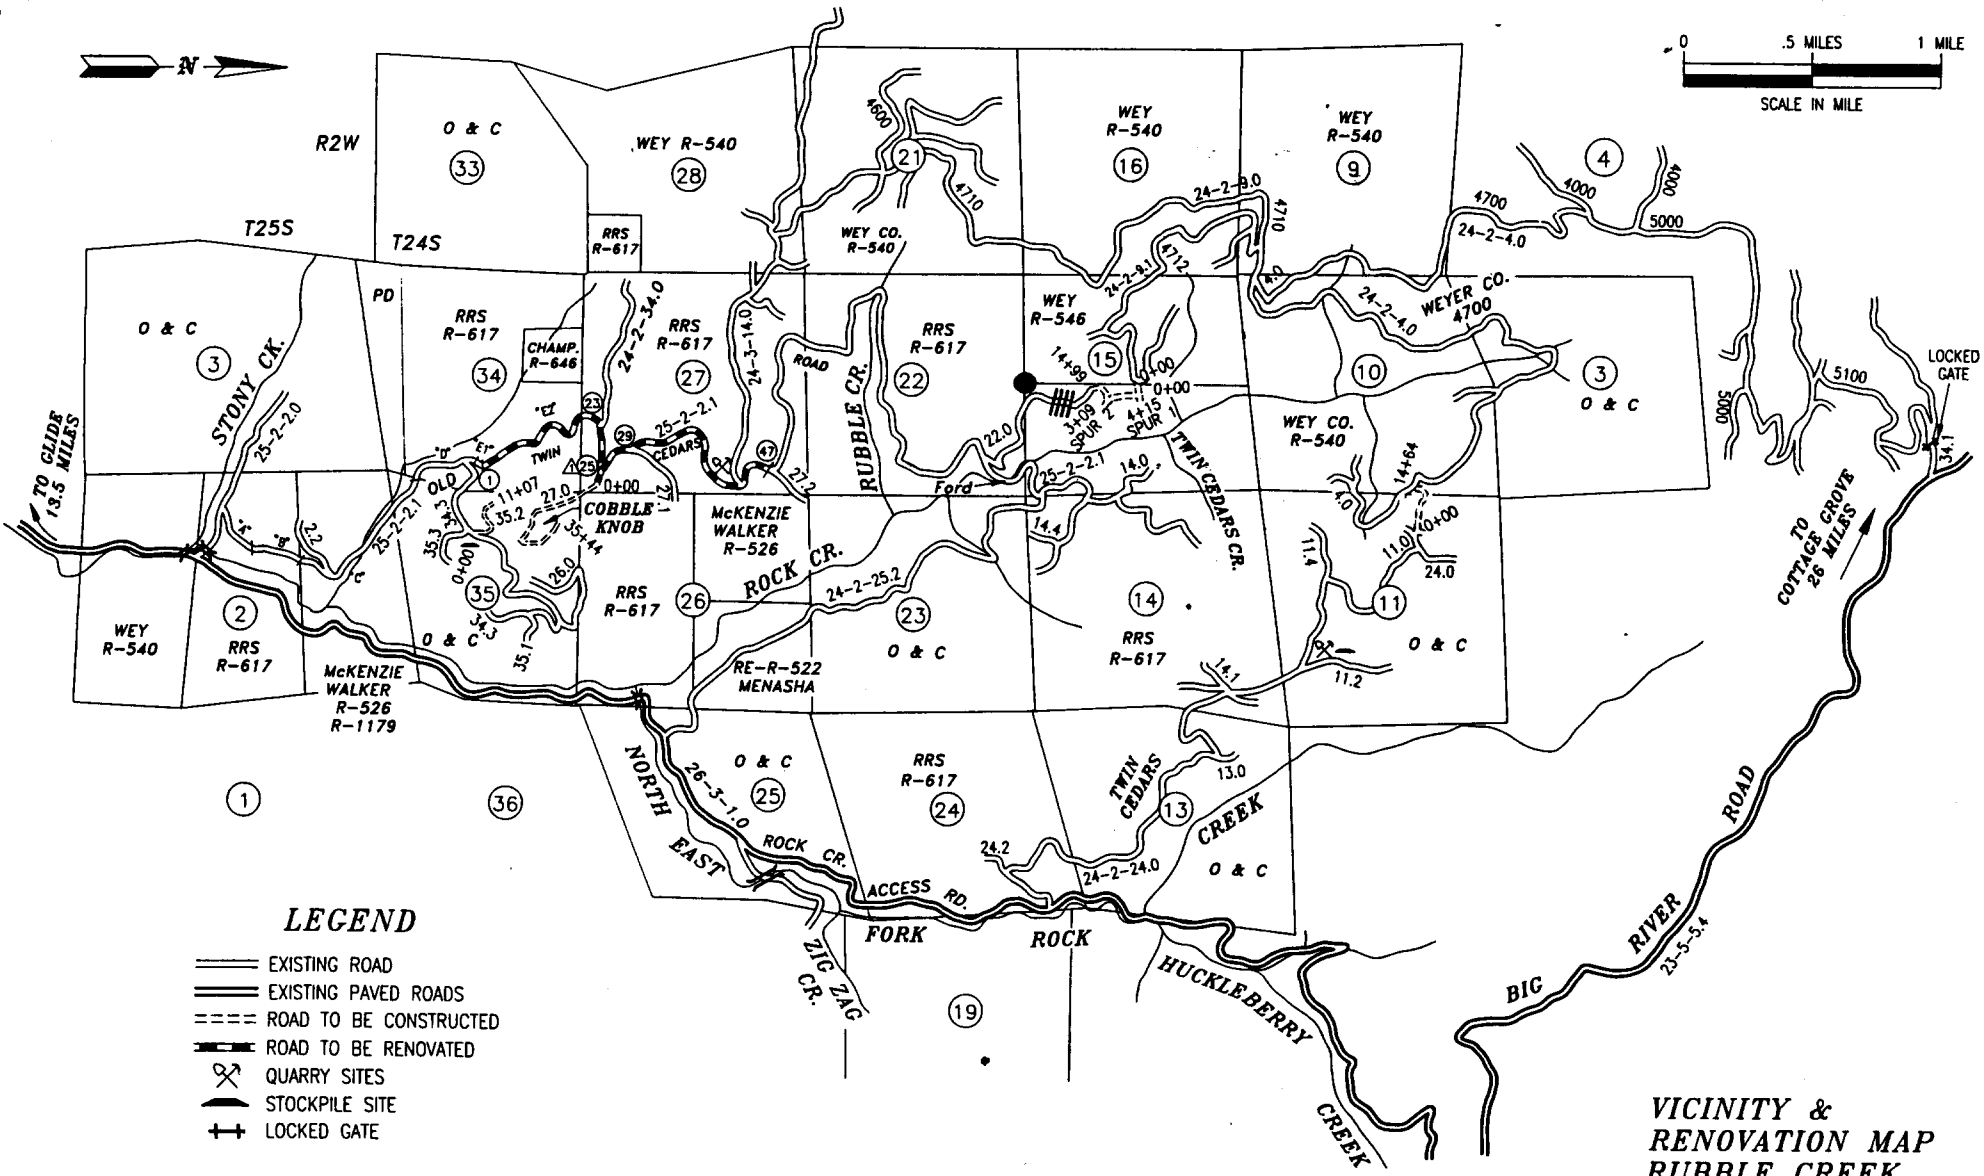 N
0 .5 MILES 1 MILE
SCALE IN MILE
R2W
T25S
T24S
O & C
33
WEY R-540
28
RRS
R-617
4600
21
4710
WEY CO.
R-540
WEY
R-540
16
24-2-9.0
4710
WEY
R-540
9
4
4000
4000
4700
24-2-4.0
5000
O & C
3
STONY CK.
25-2-2.0
PD
RRS
R-617
34
CHAMP.
R-646
24-2-34.0
RRS
R-617
27
24-3-14.0
ROAD
RUBBLE CR.
RRS
R-617
22
WEY
R-546
15
24-2-9.1
4712
14+99
0+00
0+00
3+09
SPUR 2
4+15
SPUR 1
4.0
24-2-4.0
WEYER CO.
4700
10
WEY CO.
R-540
3
O & C
5000
5100
LOCKED
GATE
34.1
TO GLIDE
13.5 MILES
"D"
"E1"
"E2"
TWIN
23
25
1
29
25-2-2.1
CEDARS
47
27.2
27.1
22.0
Ford
25-2-2.1
14.0
14.4
TWIN CEDARS CR.
OLD
34.3
1
11+07
35.2
27.0
0+00
35+44
COBBLE
KNOB
McKENZIE
WALKER
R-526
ROCK CR.
24-2-25.2
4.0
14+64
0+00
11.0
24.0
11.4
11
O & C
11.2
TO
COTTAGE GROVE
26 MILES
"A"
"B"
2.2
"C"
25-2-2.1
35.3
0+00
35
26.0
34.3
35.1
O & C
RRS
R-617
26
23
O & C
14
RRS
R-617
14.1
WEY
R-540
2
RRS
R-617
McKENZIE
WALKER
R-526
R-1179
RE-R-522
MENASHA
1
36
NORTH
EAST
FORK
ROCK
CREEK
26-3-1.0
O & C
25
ROCK CR.
ACCESS RD.
RRS
R-617
24
24.2
24-2-24.0
TWIN
CEDARS
13
13.0
O & C
ZIG ZAG
CR.
19
HUCKLEBERRY
CREEK
BIG
RIVER
ROAD
23-5-5.4
LEGEND
EXISTING ROAD
EXISTING PAVED ROADS
ROAD TO BE CONSTRUCTED
ROAD TO BE RENOVATED
QUARRY SITES
STOCKPILE SITE
LOCKED GATE
VICINITY &
RENOVATION MAP
RUBBLE CREEK